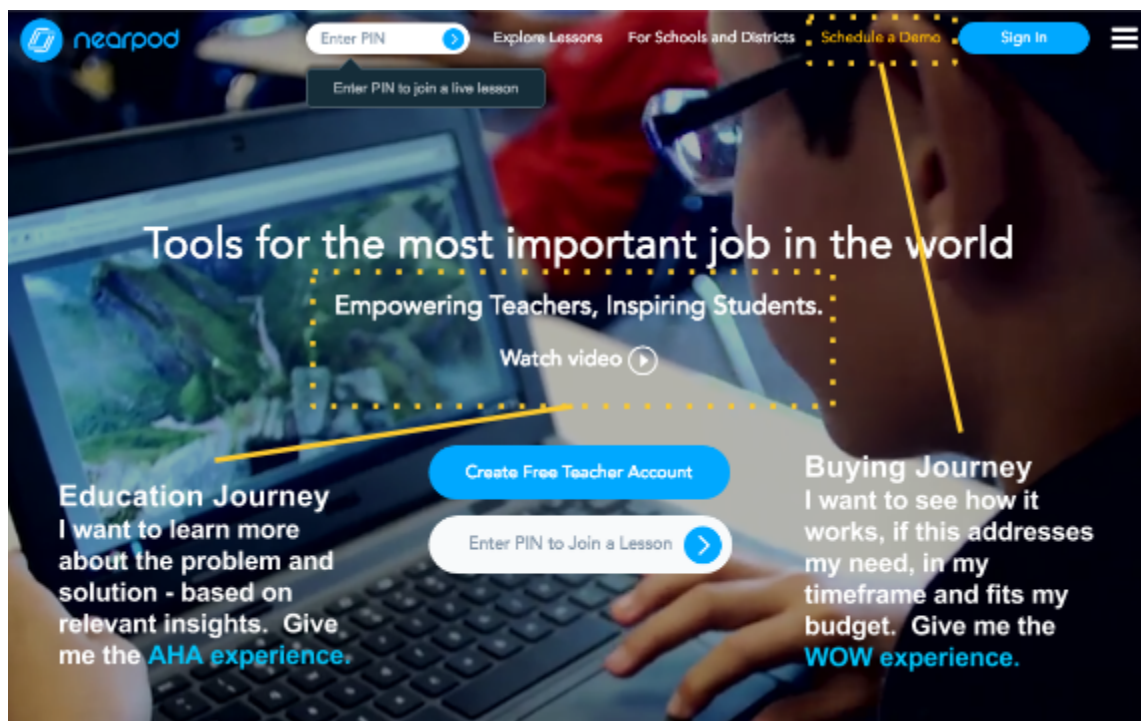 nearpod
Enter PIN
Explore Lessons
For Schools and Districts
Schedule a Demo
Sign In
Enter PIN to join a live lesson
Tools for the most important job in the world
Empowering Teachers, Inspiring Students.
Watch video
Create Free Teacher Account
Enter PIN to Join a Lesson
Education Journey
I want to learn more
about the problem and
solution - based on
relevant insights. Give
me the AHA experience.
Buying Journey
I want to see how it
works, if this addresses
my need, in my
timeframe and fits my
budget. Give me the
WOW experience.